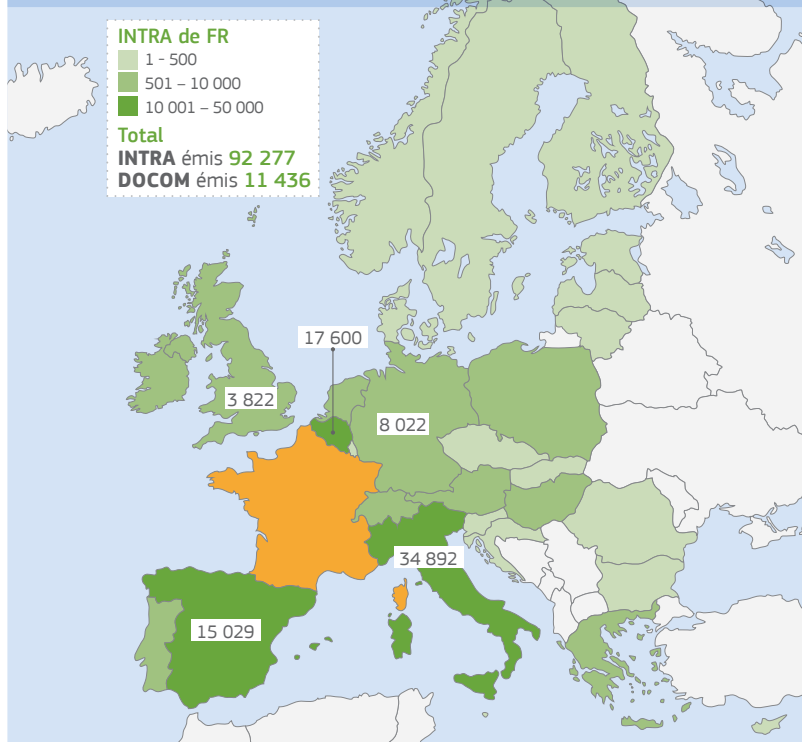 INTRA de FR
1 - 500
501 – 10 000
10 001 – 50 000
Total
INTRA émis 92 277
DOCOM émis 11 436
17 600
3 822
8 022
34 892
15 029